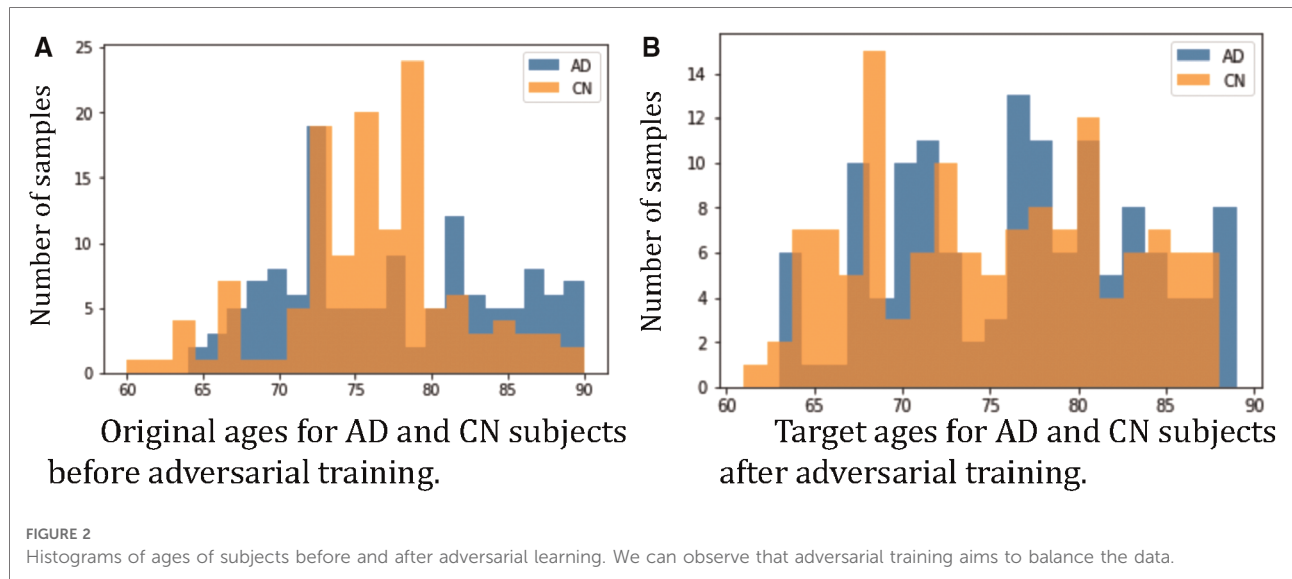 A
B
25
20
15
10
5
0
Number of samples
AD
CN
60 65 70 75 80 85 90
Original ages for AD and CN subjects
before adversarial training.
14
12
10
8
6
4
2
0
Number of samples
AD
CN
60 65 70 75 80 85 90
Target ages for AD and CN subjects
after adversarial training.
FIGURE 2
Histograms of ages of subjects before and after adversarial learning. We can observe that adversarial training aims to balance the data.